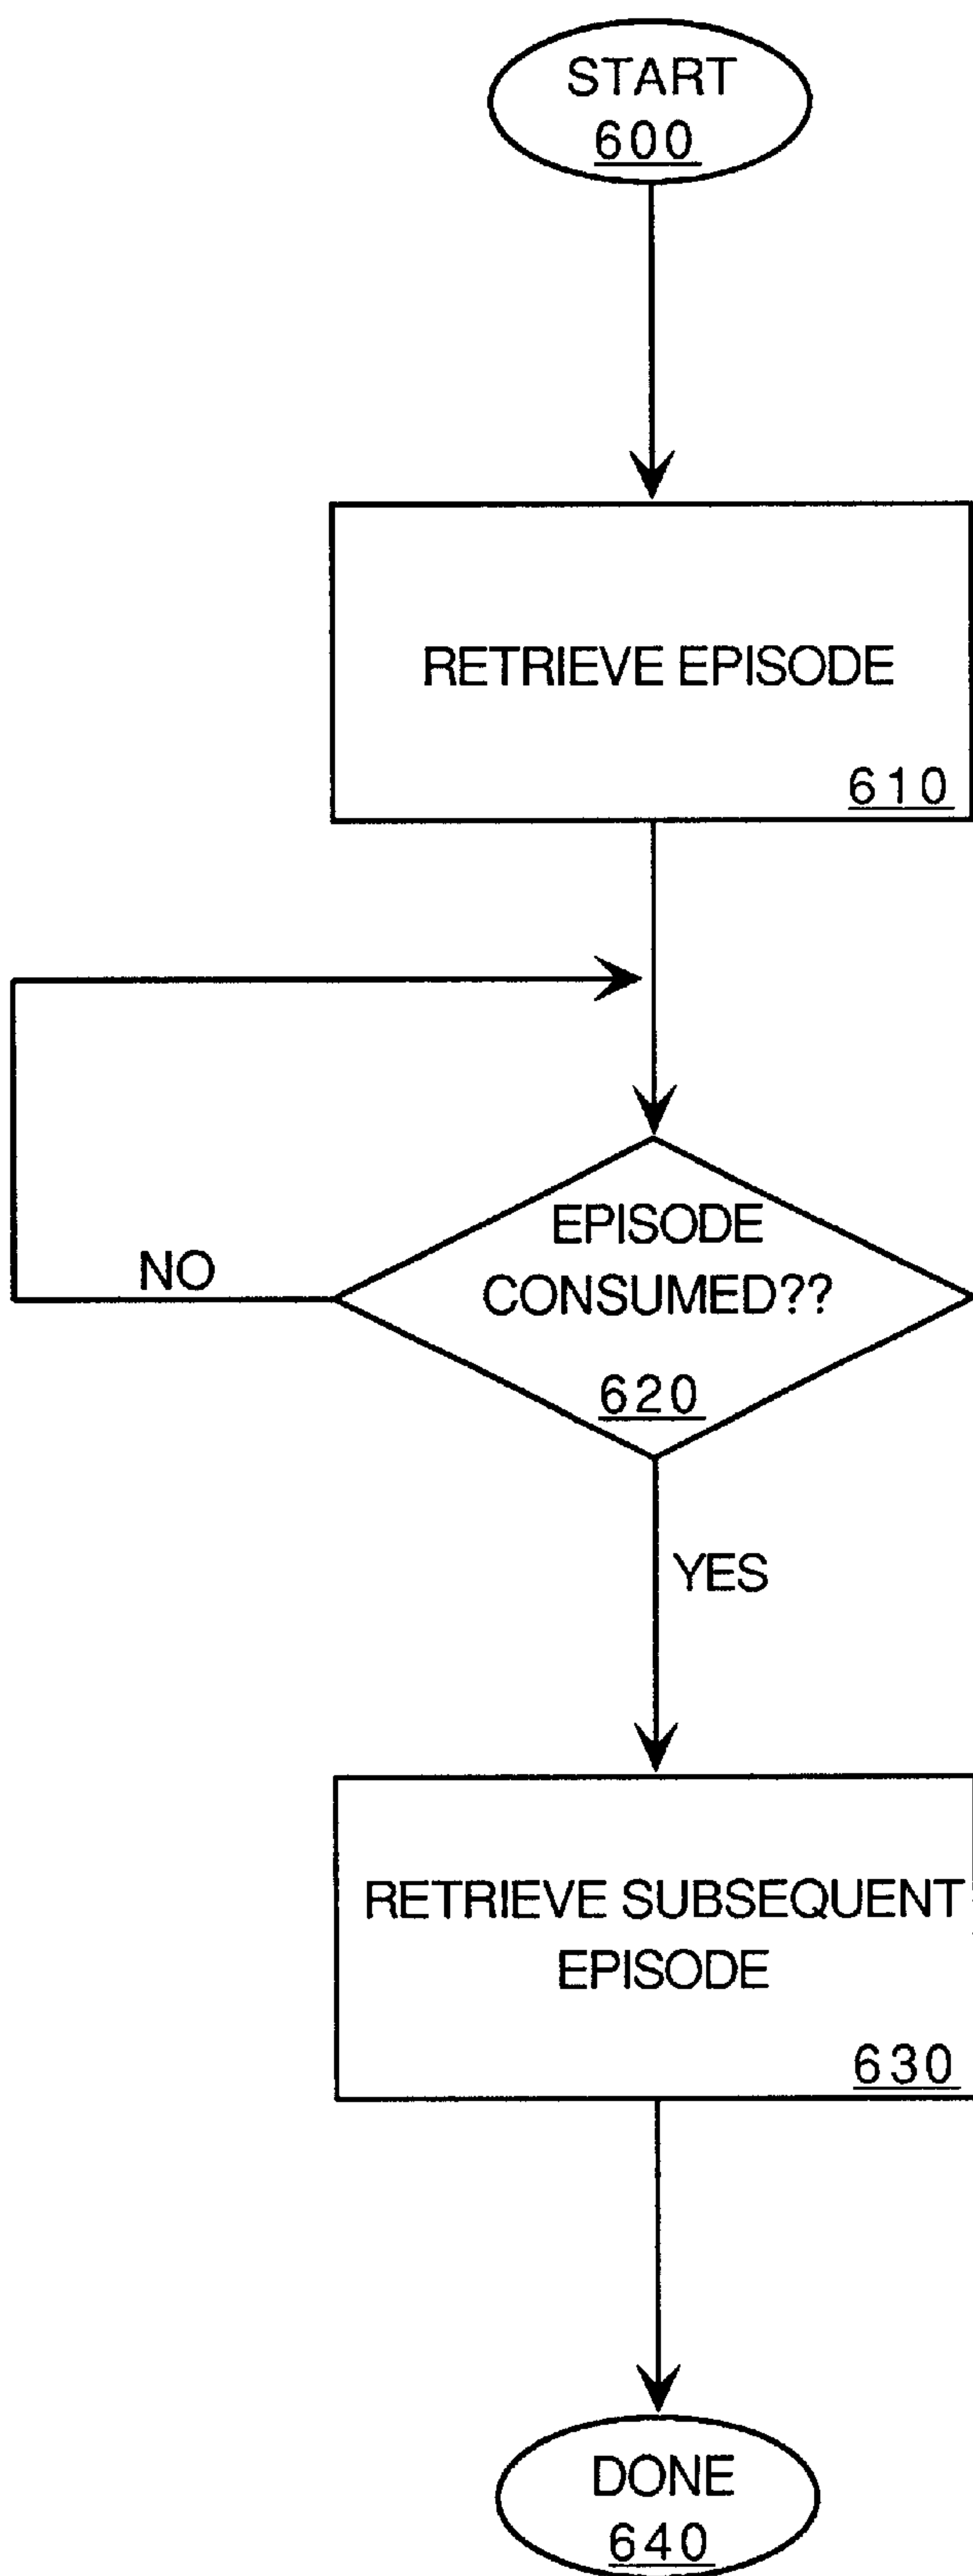 START
600
RETRIEVE EPISODE
610
EPISODE
CONSUMED??
620
NO
YES
RETRIEVE SUBSEQUENT
EPISODE
630
DONE
640